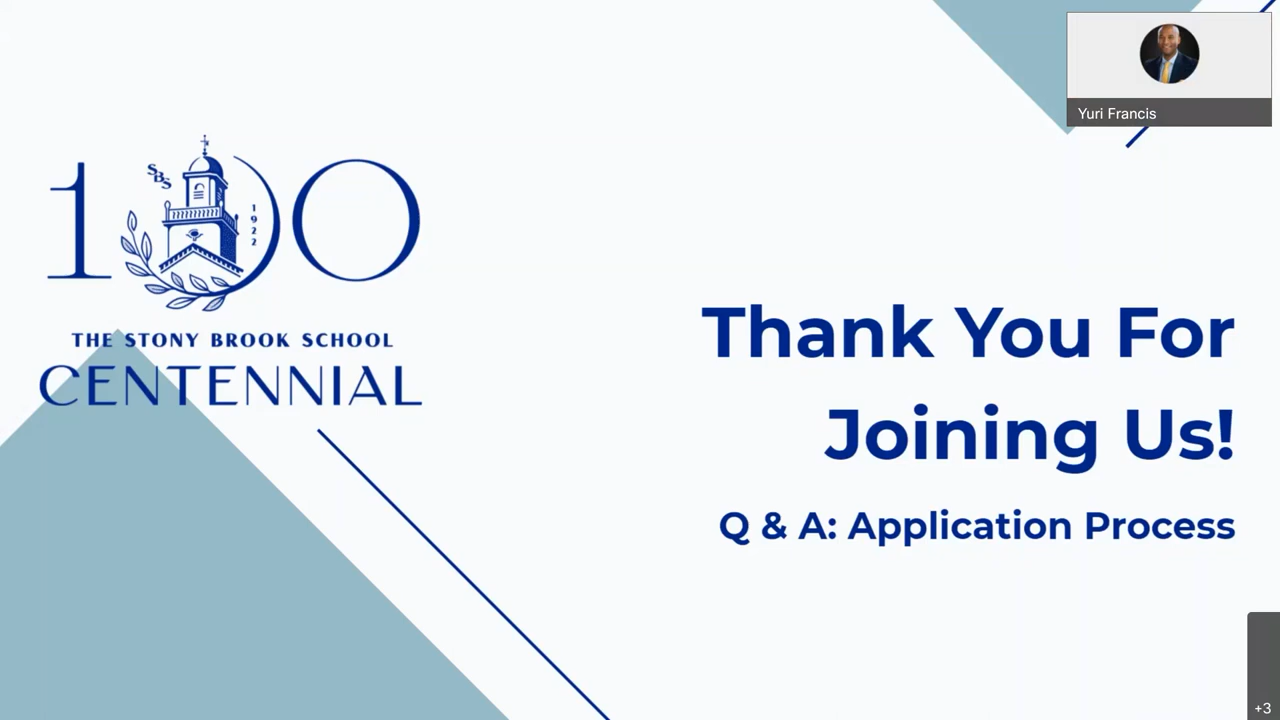 Yuri Francis
100
SBS
1922
THE STONY BROOK SCHOOL
CENTENNIAL
Thank You For
Joining Us!
Q & A: Application Process
+3